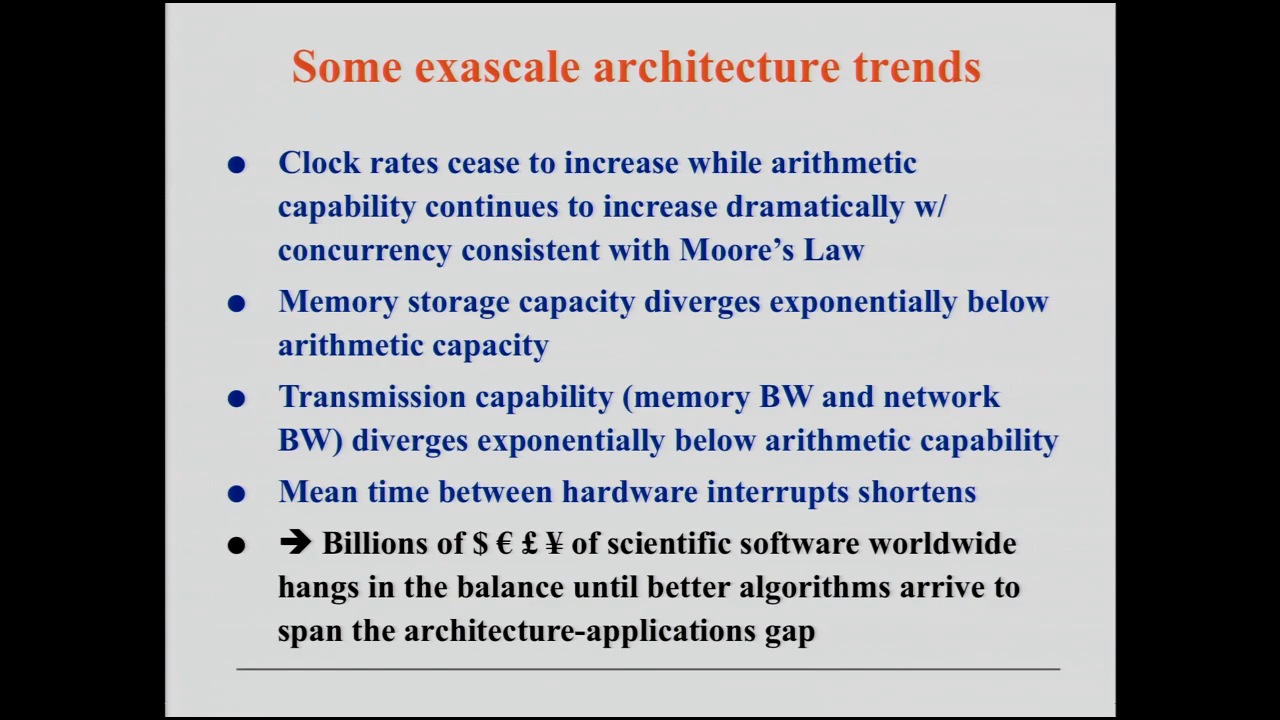 Some exascale architecture trends
● Clock rates cease to increase while arithmetic
capability continues to increase dramatically w/
concurrency consistent with Moore’s Law
● Memory storage capacity diverges exponentially below
arithmetic capacity
● Transmission capability (memory BW and network
BW) diverges exponentially below arithmetic capability
● Mean time between hardware interrupts shortens
● ➔ Billions of $ € £ ¥ of scientific software worldwide
hangs in the balance until better algorithms arrive to
span the architecture-applications gap